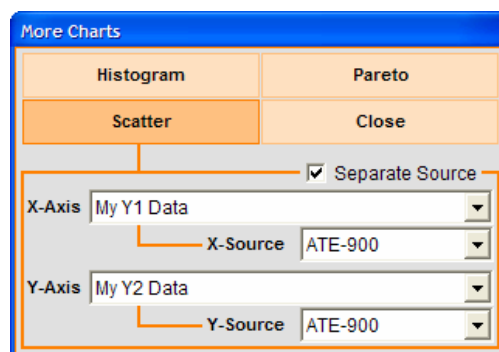 More Charts
Histogram Pareto
Scatter Close
Separate Source
X-Axis My Y1 Data
X-Source ATE-900
Y-Axis My Y2 Data
Y-Source ATE-900